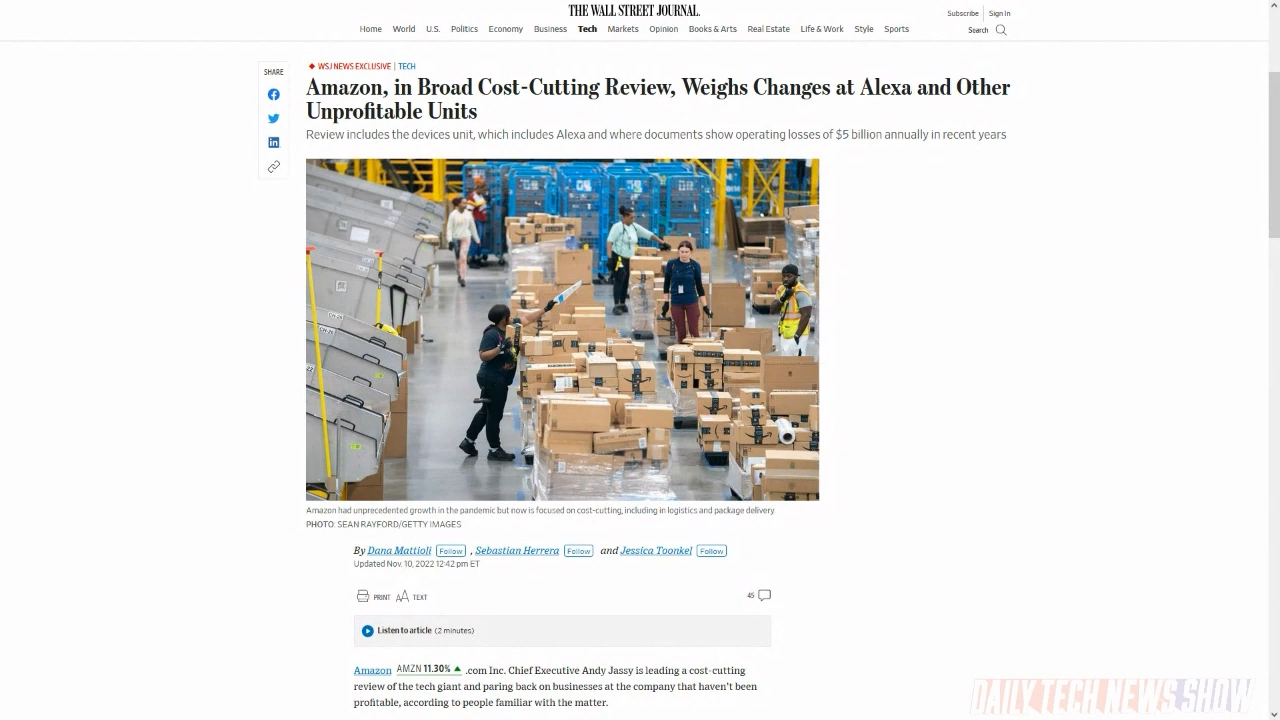 THE WALL STREET JOURNAL.
Subscribe Sign In
Home World U.S. Politics Economy Business Tech Markets Opinion Books & Arts Real Estate Life & Work Style Sports
Search
SHARE
WSJ NEWS EXCLUSIVE | TECH
Amazon, in Broad Cost-Cutting Review, Weighs Changes at Alexa and Other
Unprofitable Units
Review includes the devices unit, which includes Alexa and where documents show operating losses of $5 billion annually in recent years
Amazon had unprecedented growth in the pandemic but now is focused on cost-cutting, including in logistics and package delivery.
PHOTO: SEAN RAYFORD/GETTY IMAGES
By Dana Mattioli Follow , Sebastian Herrera Follow and Jessica Toonkel Follow
Updated Nov. 10, 2022 12:42 pm ET
PRINT AA TEXT
45
Listen to article (2 minutes)
Amazon AMZN 11.30% ▲ .com Inc. Chief Executive Andy Jassy is leading a cost-cutting
review of the tech giant and paring back on businesses at the company that haven't been
profitable, according to people familiar with the matter.
DAILY TECH NEWS SHOW